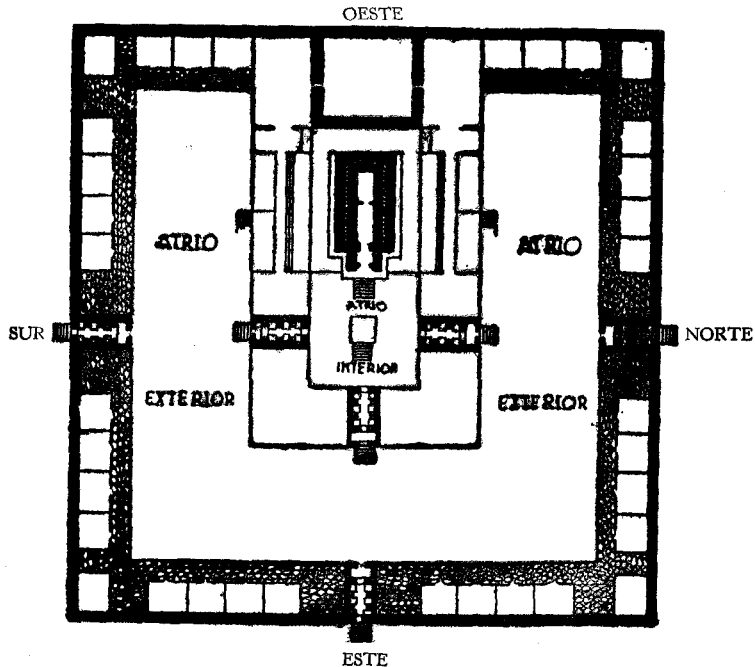 OESTE
ATRIO
ATRIO
ATRIO
SUR
NORTE
INTERIOR
EXTERIOR
EXTERIOR
ESTE